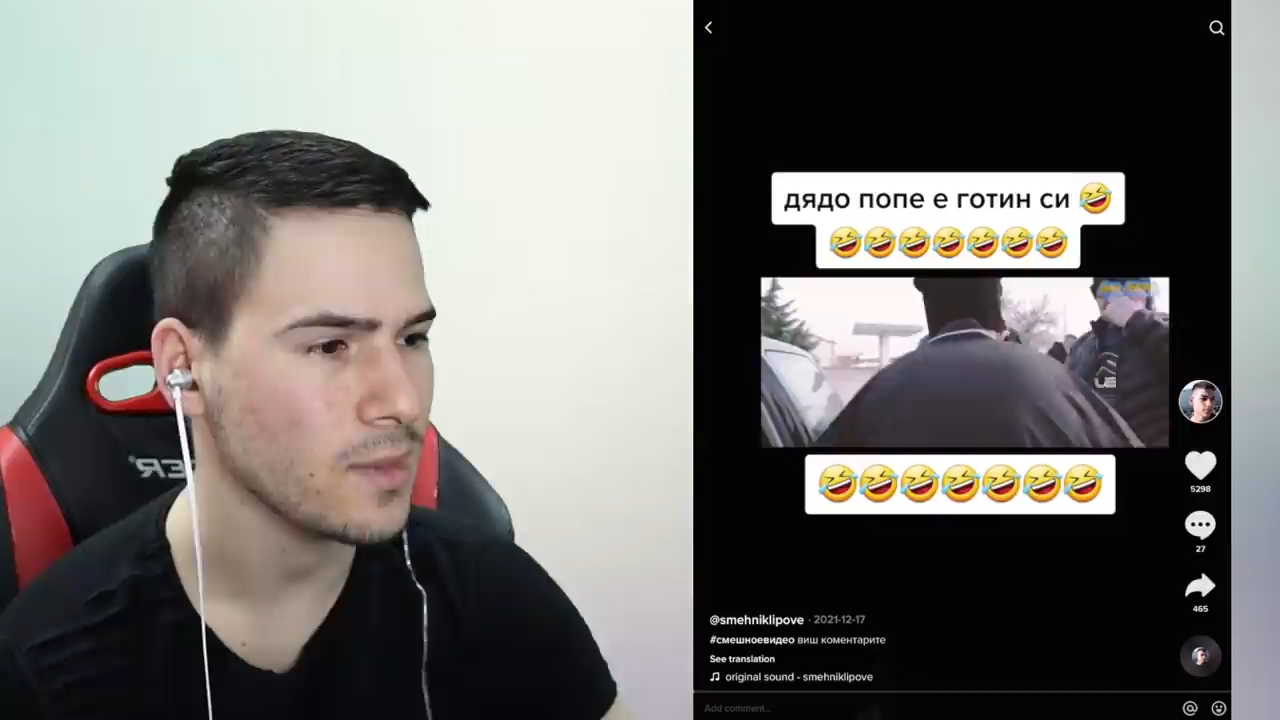 дядо попе е готин си 🤣
🤣🤣🤣🤣🤣🤣🤣
🤣🤣🤣🤣🤣🤣🤣
5298
27
465
@smehniklipove · 2021-12-17
#смешноевидео виш коментарите
See translation
original sound - smehniklipove
Add comment...